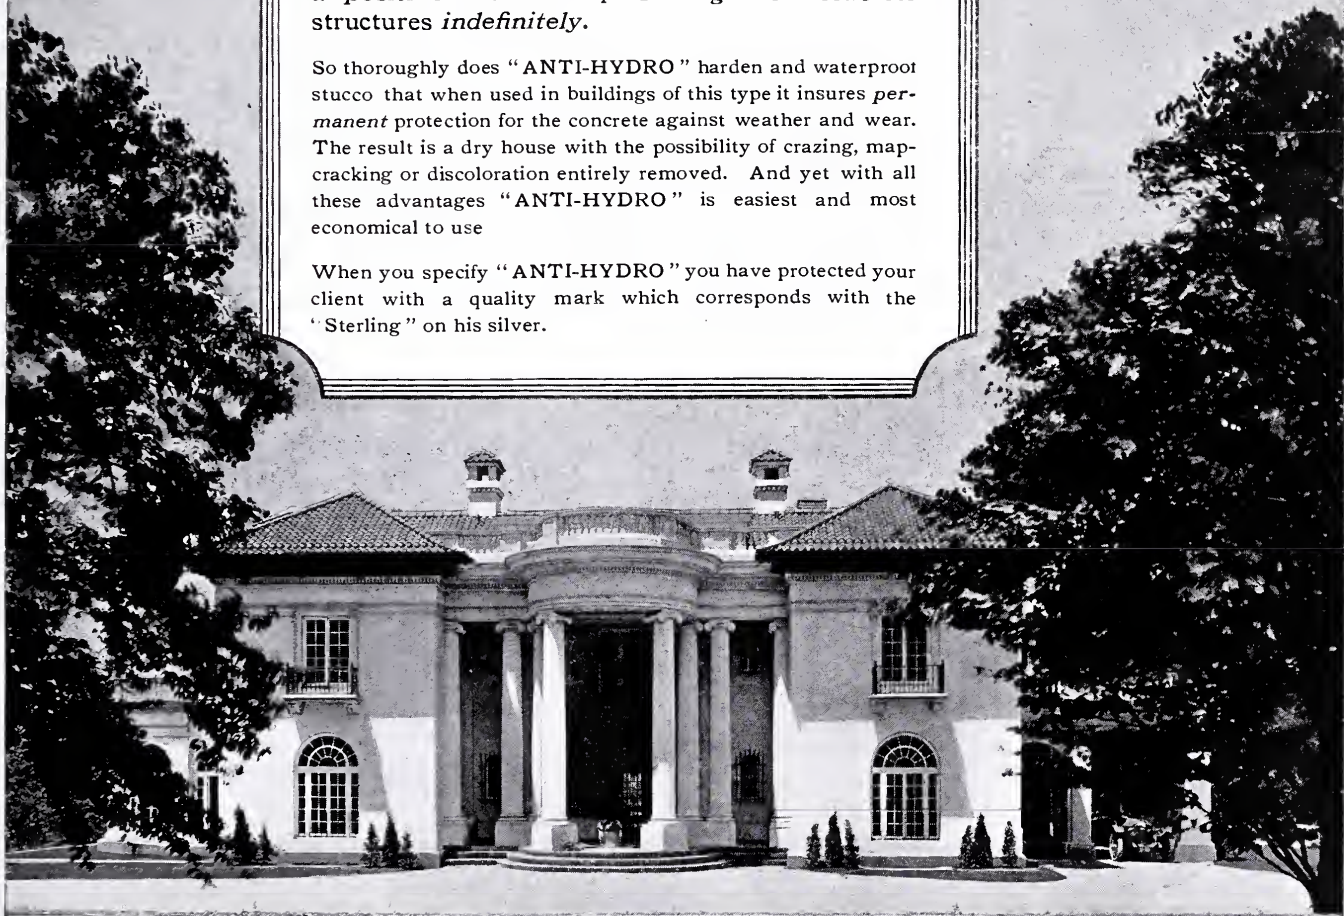 structures indefinitely.
So thoroughly does “ANTI-HYDRO” harden and waterproof
stucco that when used in buildings of this type it insures per-
manent protection for the concrete against weather and wear.
The result is a dry house with the possibility of crazing, map-
cracking or discoloration entirely removed. And yet with all
these advantages “ANTI-HYDRO” is easiest and most
economical to use
When you specify “ANTI-HYDRO” you have protected your
client with a quality mark which corresponds with the
“Sterling” on his silver.